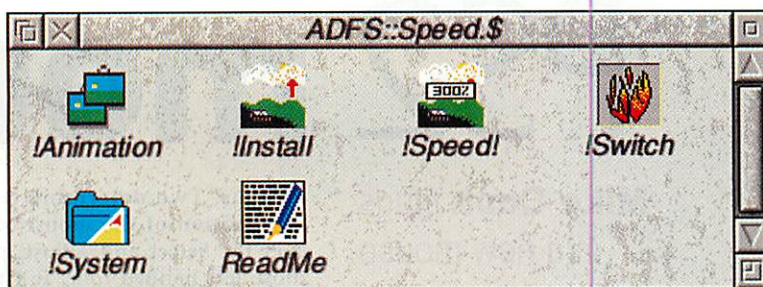 ADFS::Speed.$
300%
!Animation !Install !Speed! !Switch
!System ReadMe